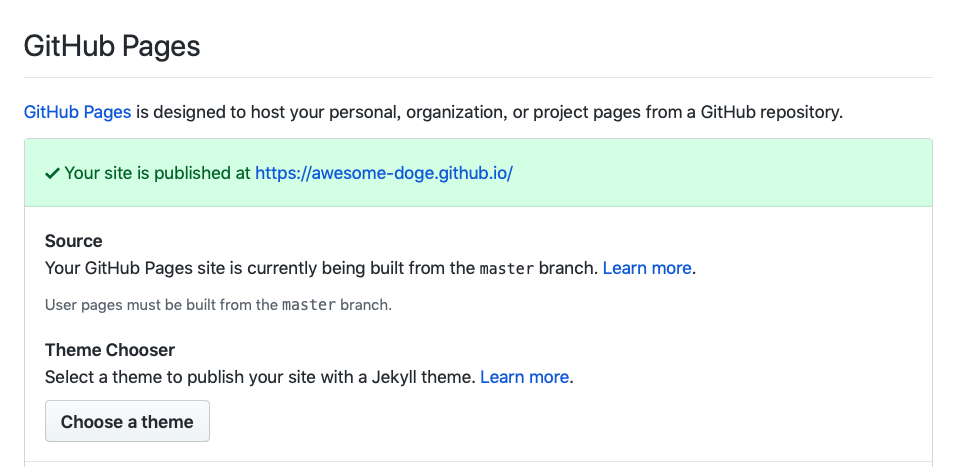 GitHub Pages
GitHub Pages is designed to host your personal, organization, or project pages from a GitHub repository.
✓ Your site is published at https://awesome-doge.github.io/
Source
Your GitHub Pages site is currently being built from the master branch. Learn more.
User pages must be built from the master branch.
Theme Chooser
Select a theme to publish your site with a Jekyll theme. Learn more.
Choose a theme